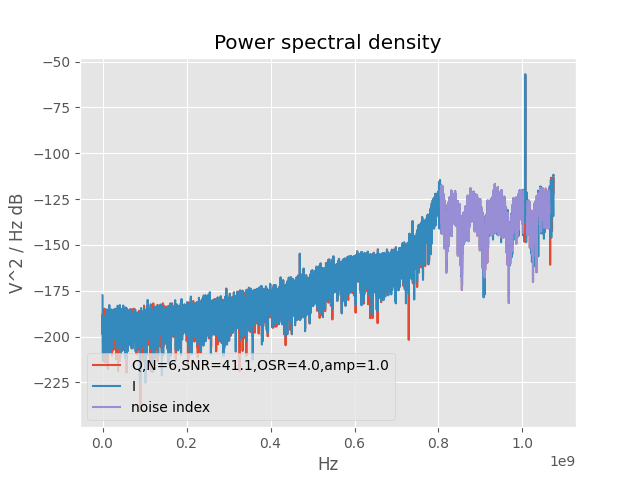 Power spectral density
V^2 / Hz dB
−50
−75
−100
−125
−150
−175
−200
−225
Q,N=6,SNR=41.1,OSR=4.0,amp=1.0
I
noise index
0.0 0.2 0.4 0.6 0.8 1.0
1e9
Hz